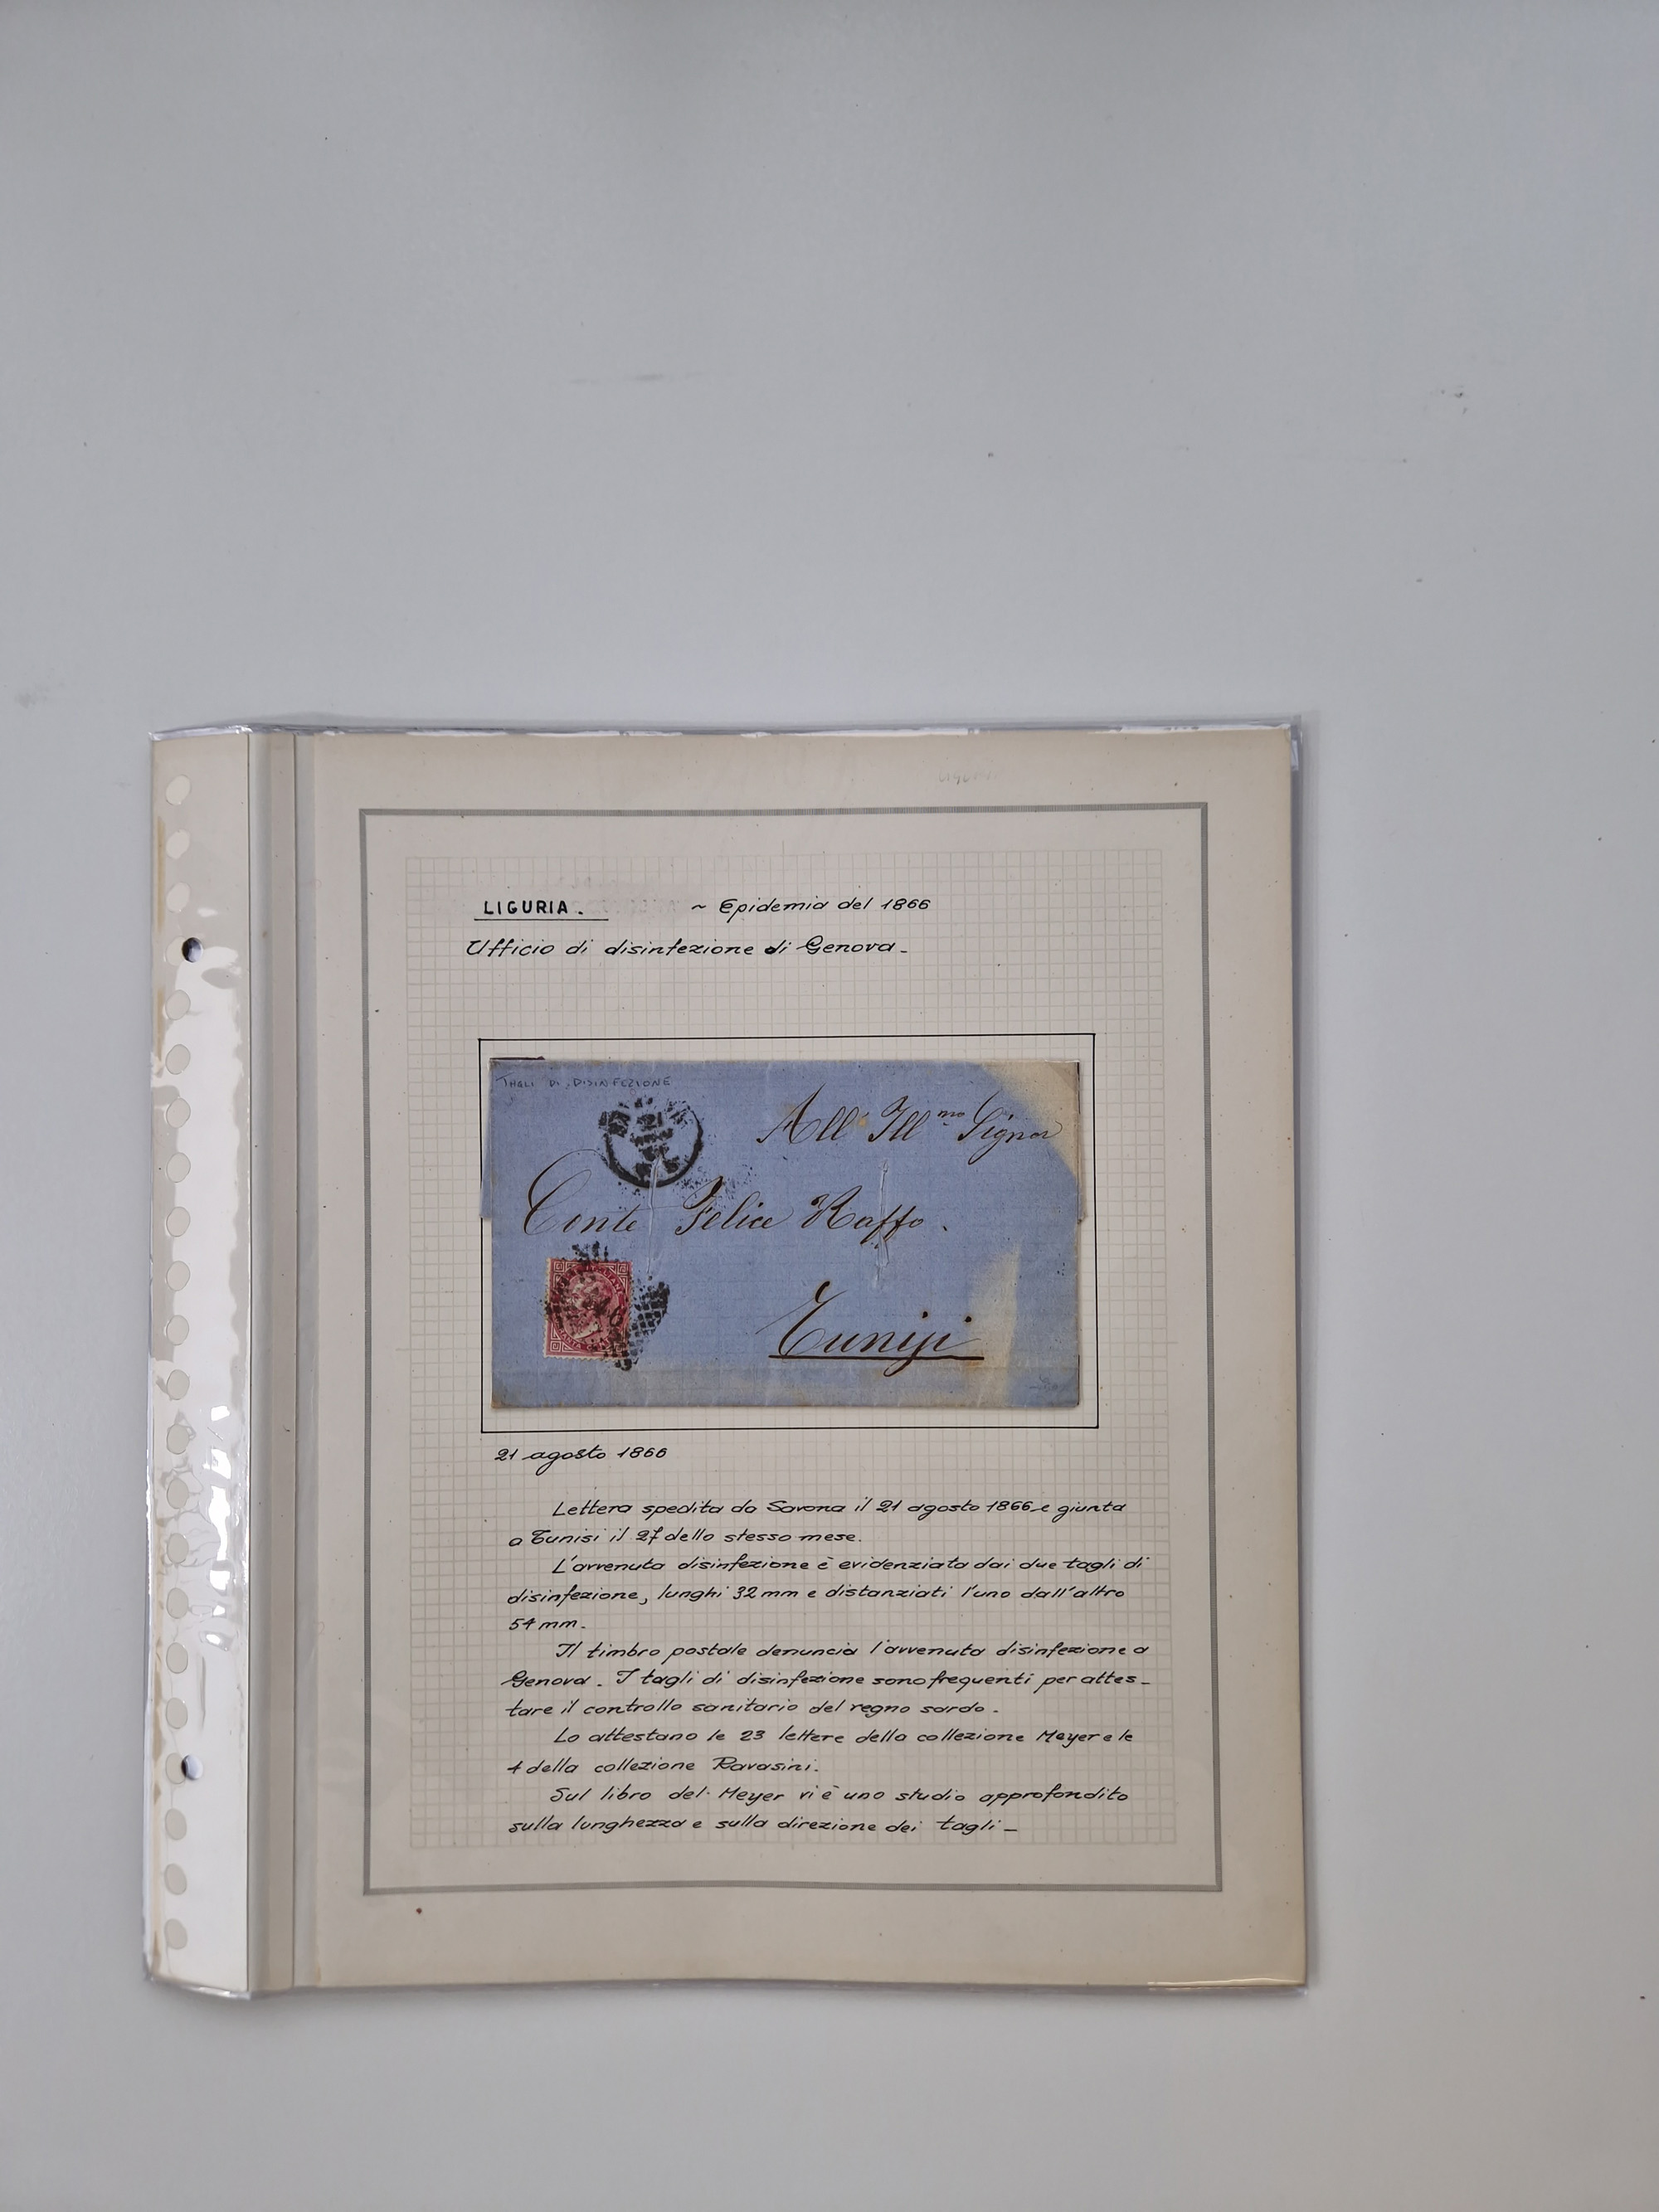 LIGURIA. ~ Epidemia del 1866
Ufficio di disinfezione di Genova-
TAGLI DI DISINFEZIONE
21
All' Ill.mo Signor
Conte Felice Raffo.
Tunisi
21 agosto 1866
Lettera spedita da Savona il 21 agosto 1866 e giunta
a Tunisi il 27 dello stesso mese.
L'avvenuta disinfezione è evidenziata dai due tagli di
disinfezione, lunghi 32 mm e distanziati l'uno dall'altro
54 mm.
Il timbro postale denuncia l'avvenuta disinfezione a
Genova. I tagli di disinfezione sono frequenti per attes-
tare il controllo sanitario del regno sardo.
Lo attestano le 23 lettere della collezione Meyer e le
4 della collezione Ravasini.
Sul libro del Meyer vi è uno studio approfondito
sulla lunghezza e sulla direzione dei tagli-